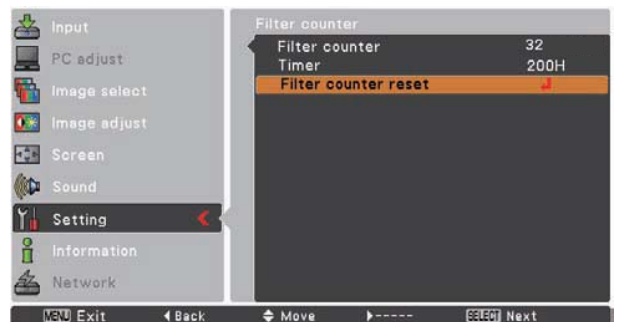 Input
PC adjust
Image select
Image adjust
Screen
Sound
Setting
Information
Network
Filter counter
Filter counter 32
Timer 200H
Filter counter reset
MENU Exit Back Move ----- SELECT Next